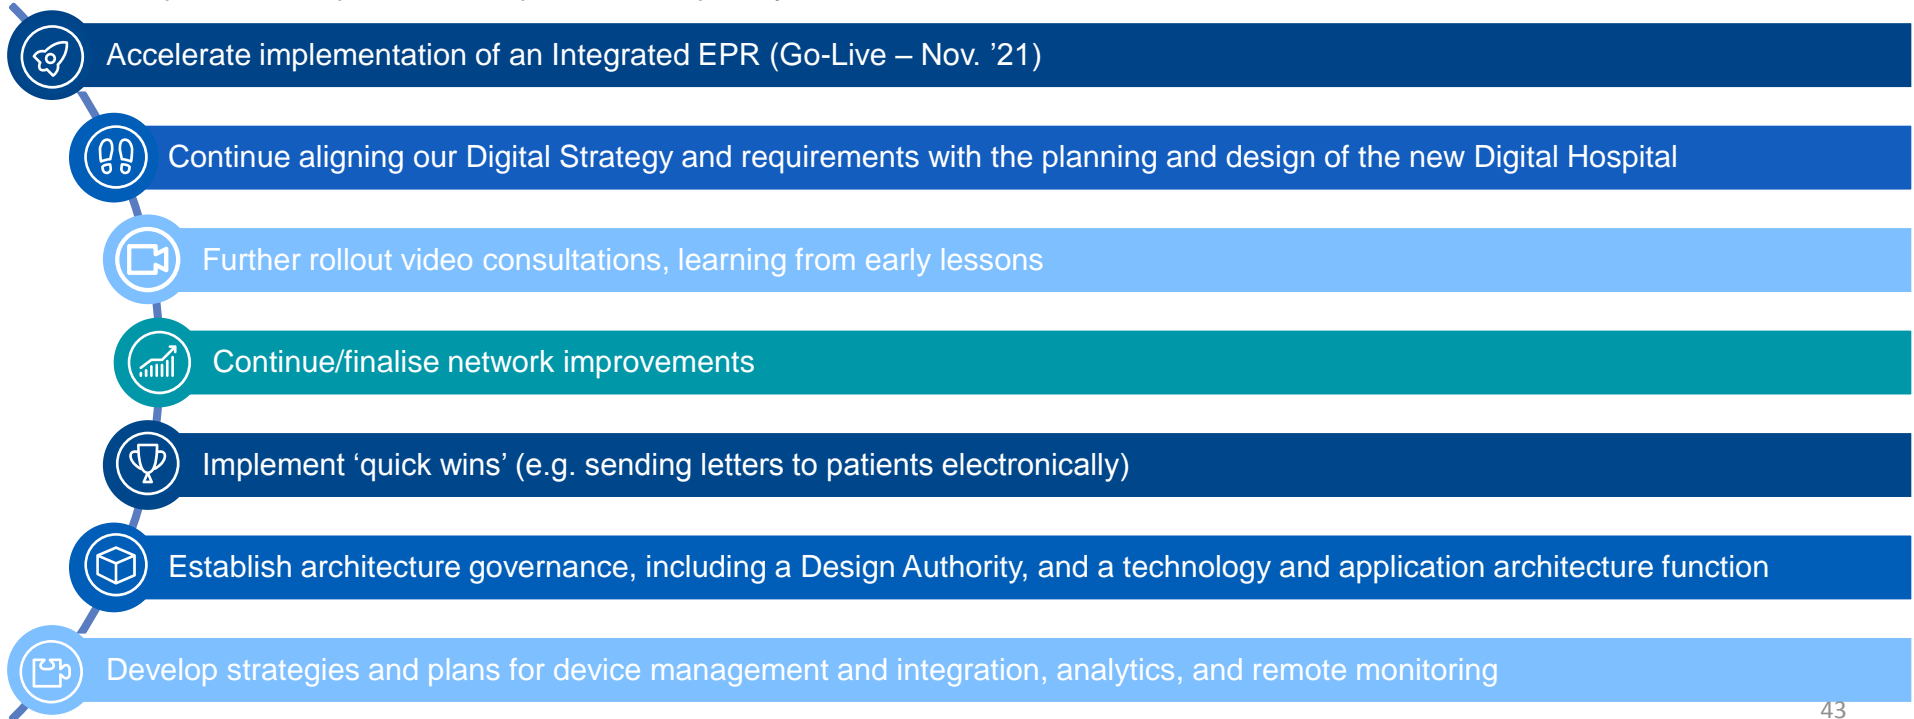 Accelerate implementation of an Integrated EPR (Go-Live – Nov. ’21)
Continue aligning our Digital Strategy and requirements with the planning and design of the new Digital Hospital
Further rollout video consultations, learning from early lessons
Continue/finalise network improvements
Implement ‘quick wins’ (e.g. sending letters to patients electronically)
Establish architecture governance, including a Design Authority, and a technology and application architecture function
Develop strategies and plans for device management and integration, analytics, and remote monitoring
43